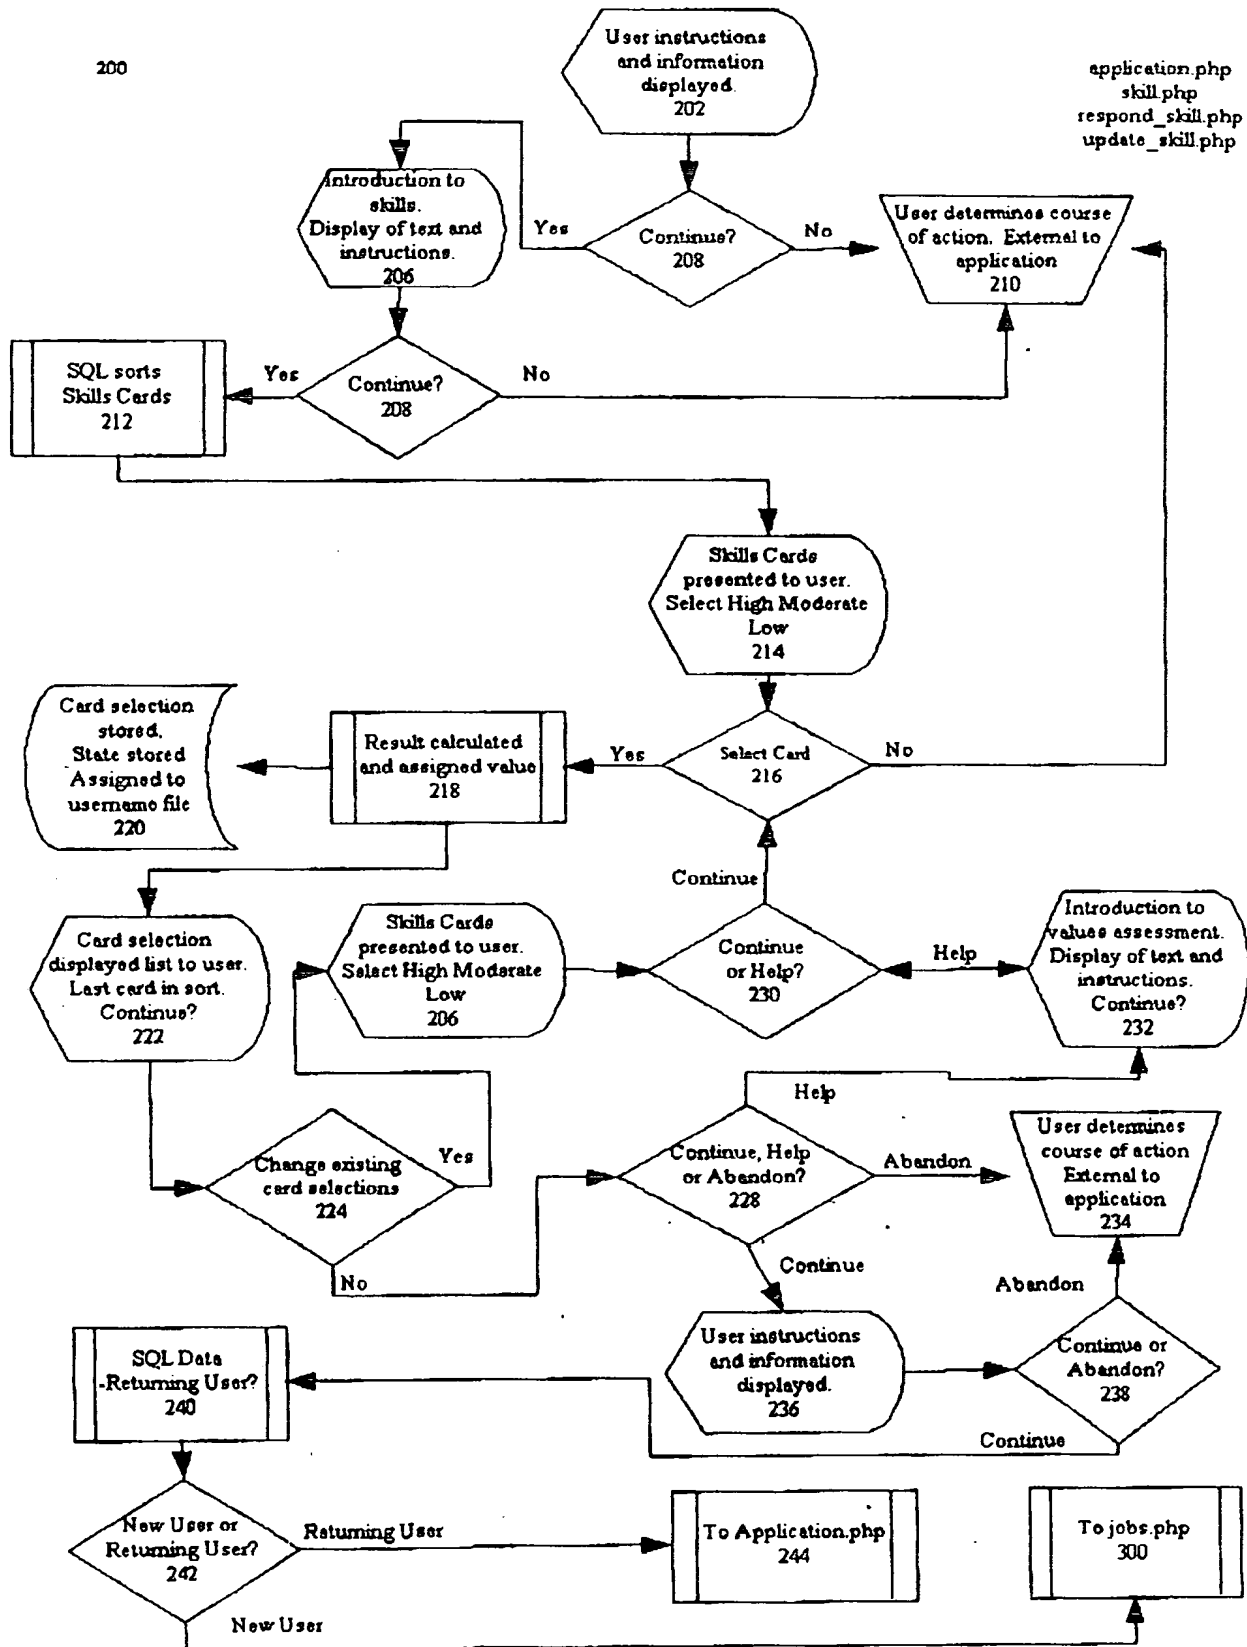 200
User instructions
and information
displayed.
202
application.php
skill.php
respond_skill.php
update_skill.php
Introduction to
skills.
Display of text and
instructions.
206
Yes
Continue?
208
No
User determines course
of action. External to
application
210
SQL sorts
Skills Cards
212
Yes
Continue?
208
No
Skills Cards
presented to user.
Select High Moderate
Low
214
Card selection
stored,
State stored
Assigned to
username file
220
Result calculated
and assigned value
218
Yes
Select Card
216
No
Continue
Card selection
displayed list to user.
Last card in sort.
Continue?
222
Skills Cards
presented to user.
Select High Moderate
Low
206
Continue
or Help?
230
Help
Introduction to
values assessment.
Display of text and
instructions.
Continue?
232
Help
Change existing
card selections
224
Yes
No
Continue, Help
or Abandon?
228
Abandon
User determines
course of action
External to
application
234
Continue
Abandon
SQL Data
-Returning User?
240
User instructions
and information
displayed.
236
Continue or
Abandon?
238
Continue
New User or
Returning User?
242
Returning User
To Application.php
244
To jobs.php
300
New User